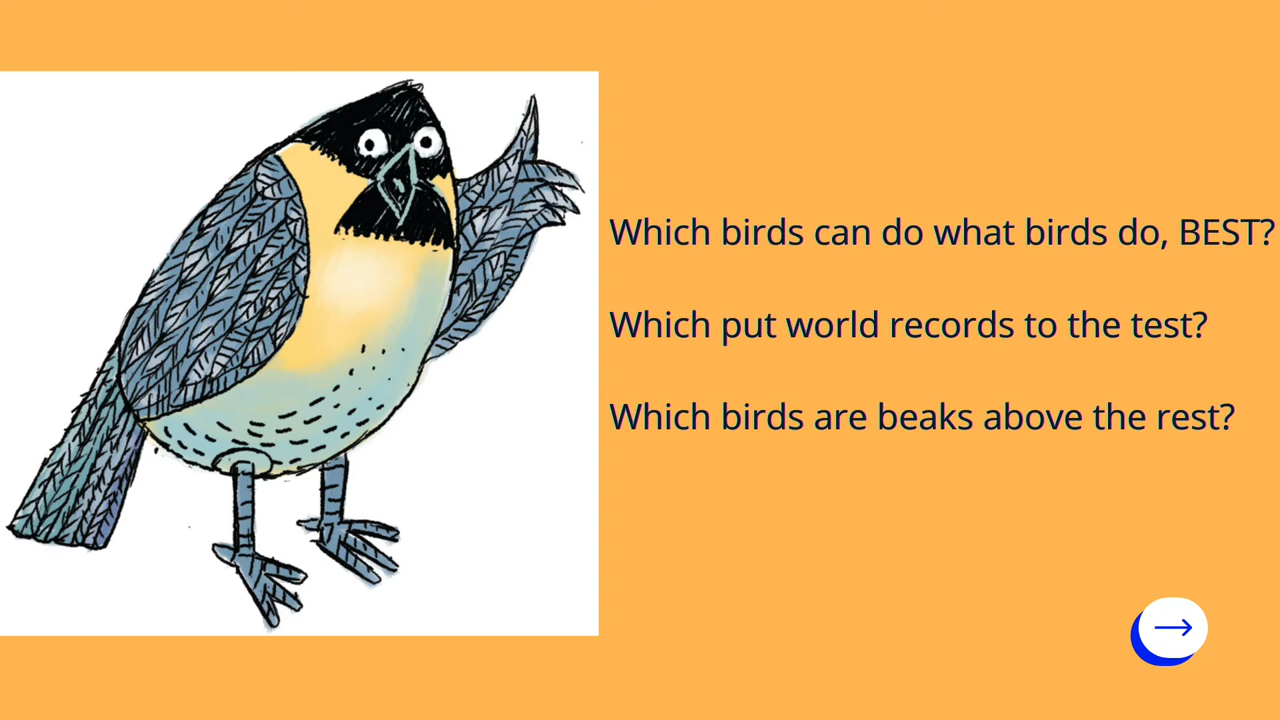 Which birds can do what birds do, BEST?
Which put world records to the test?
Which birds are beaks above the rest?